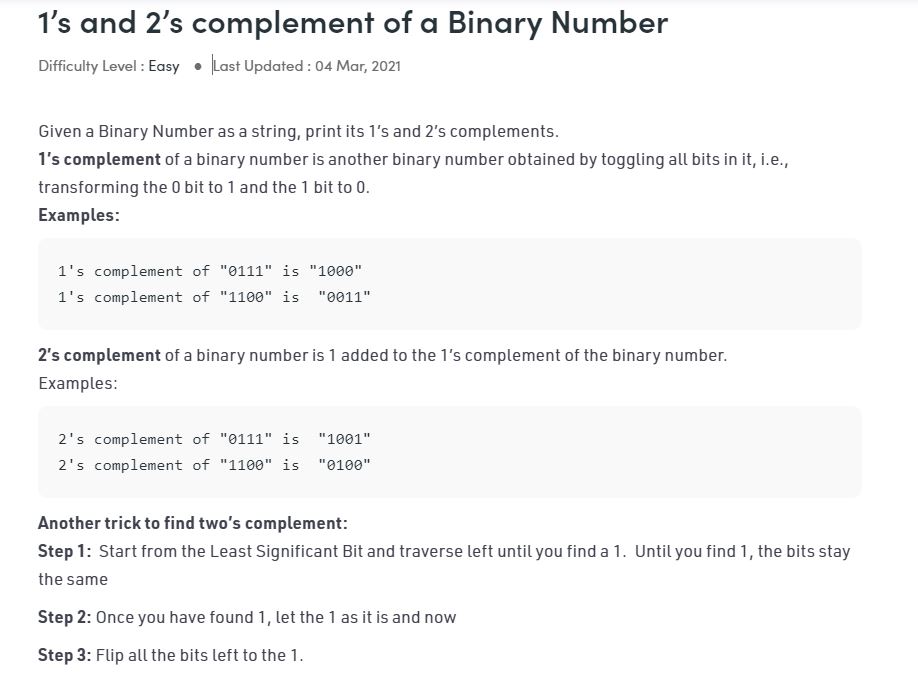 1’s and 2’s complement of a Binary Number
Difficulty Level : Easy ● Last Updated : 04 Mar, 2021
Given a Binary Number as a string, print its 1’s and 2’s complements.
1’s complement of a binary number is another binary number obtained by toggling all bits in it, i.e.,
transforming the 0 bit to 1 and the 1 bit to 0.
Examples:
1's complement of "0111" is "1000"
1's complement of "1100" is  "0011"
2’s complement of a binary number is 1 added to the 1’s complement of the binary number.
Examples:
2's complement of "0111" is  "1001"
2's complement of "1100" is  "0100"
Another trick to find two’s complement:
Step 1:  Start from the Least Significant Bit and traverse left until you find a 1.  Until you find 1, the bits stay
the same
Step 2: Once you have found 1, let the 1 as it is and now
Step 3: Flip all the bits left to the 1.